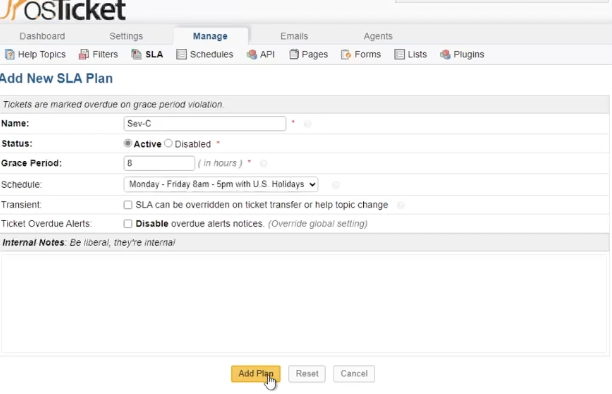 osTicket
Dashboard Settings Manage Emails Agents
Help Topics Filters SLA Schedules API Pages Forms Lists Plugins
Add New SLA Plan
Tickets are marked overdue on grace period violation.
Name: Sev-C *
Status: Active Disabled *
Grace Period: 8 ( in hours ) *
Schedule: Monday - Friday 8am - 5pm with U.S. Holidays
Transient: SLA can be overridden on ticket transfer or help topic change
Ticket Overdue Alerts: Disable overdue alerts notices. (Override global setting)
Internal Notes: Be liberal, they're internal
Add Plan Reset Cancel